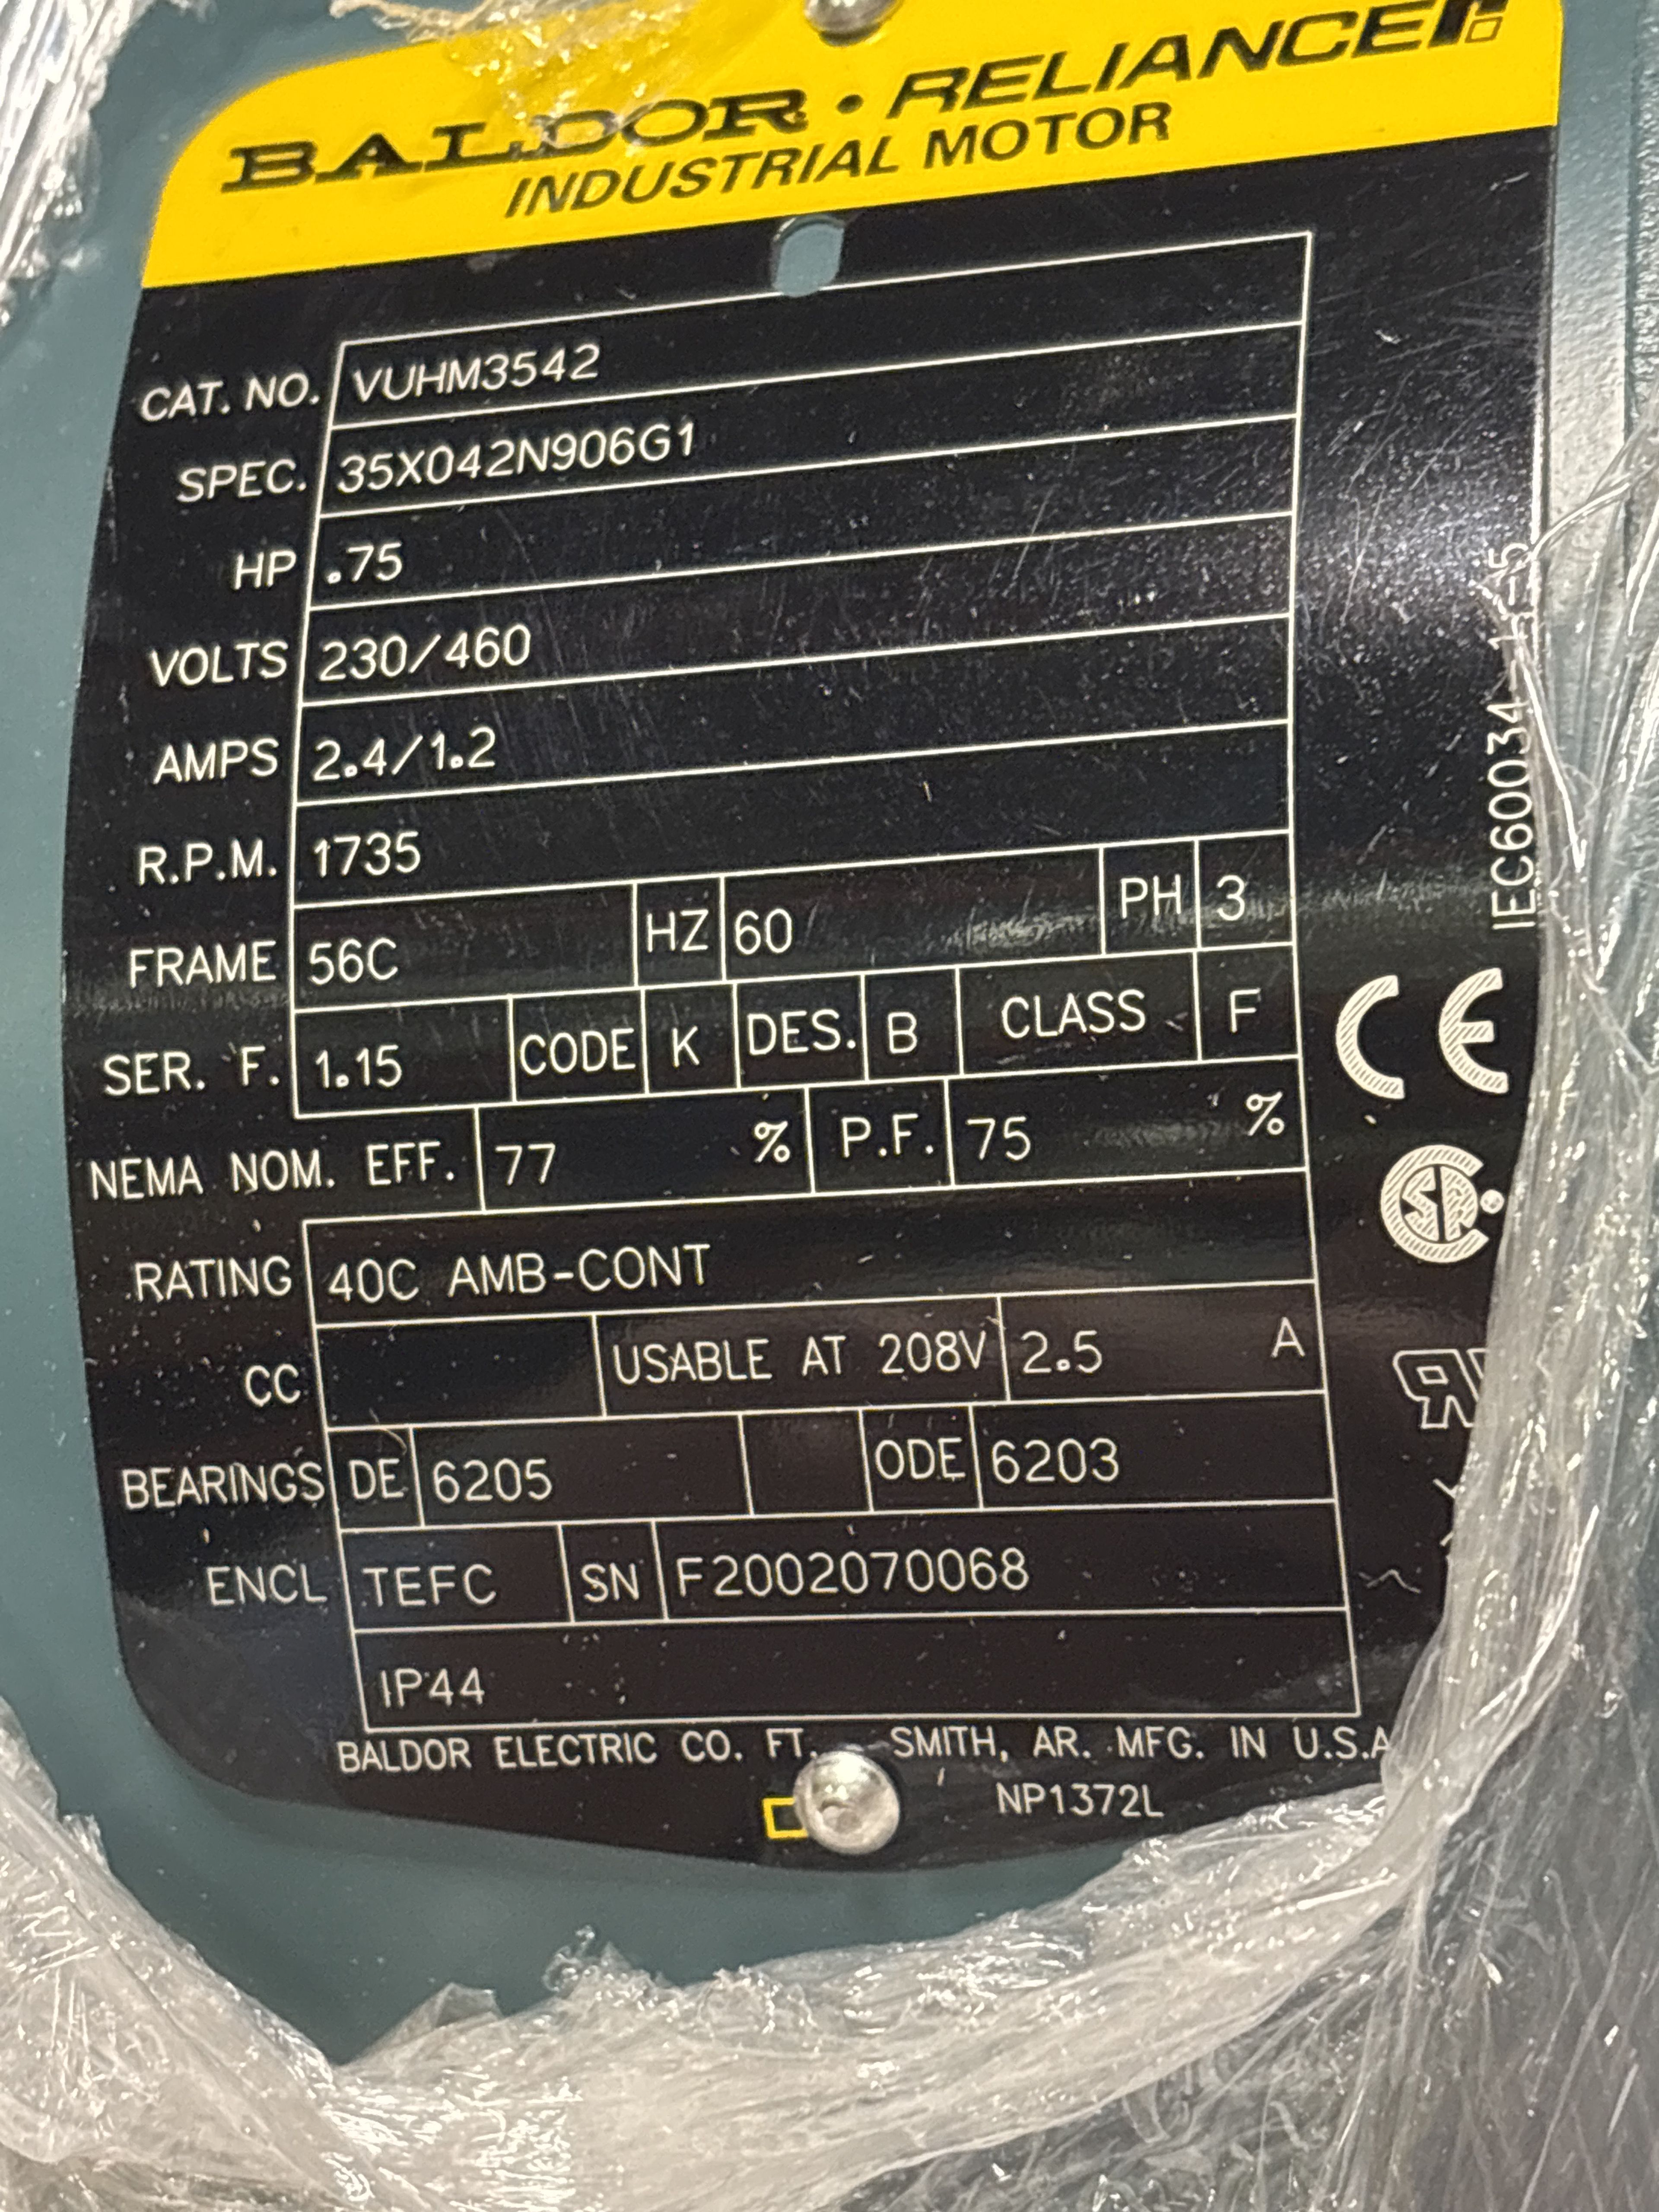 BALDOR • RELIANCE
INDUSTRIAL MOTOR
CAT. NO. VUHM3542
SPEC. 35X042N906G1
HP .75
VOLTS 230/460
AMPS 2.4/1.2
R.P.M. 1735
FRAME 56C HZ 60 PH 3
SER. F. 1.15 CODE K DES. B CLASS F
NEMA NOM. EFF. 77 % P.F. 75 %
RATING 40C AMB-CONT
CC USABLE AT 208V 2.5 A
BEARINGS DE 6205 ODE 6203
ENCL TEFC SN F2002070068
IP44
BALDOR ELECTRIC CO. FT. SMITH, AR. MFG. IN U.S.A
NP1372L
CE